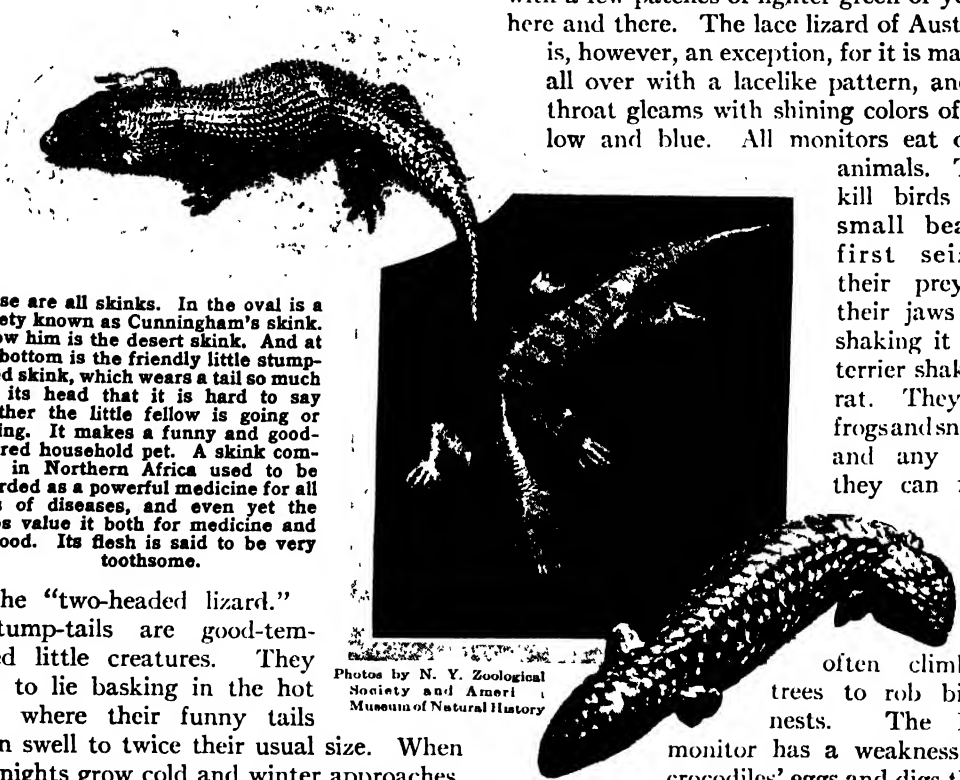 here and there. The lace lizard of Aust
is, however, an exception, for it is ma
all over with a lacelike pattern, an
throat gleams with shining colors of
low and blue. All monitors eat
animals.
kill birds
small bea
first seiz
their prey
their jaws
shaking it
terrier shak
rat. They
frogs and sn
and any
they can
se are all skinks. In the oval is a
ety known as Cunningham's skink.
ow him is the desert skink. And at
bottom is the friendly little stump-
d skink, which wears a tail so much
its head that it is hard to say
ther the little fellow is going or
ing. It makes a funny and good-
red household pet. A skink com-
in Northern Africa used to be
rded as a powerful medicine for all
s of diseases, and even yet the
s value it both for medicine and
ood. Its flesh is said to be very
toothsome.
he "two-headed lizard."
tump-tails are good-tem-
ed little creatures. They
to lie basking in the hot
where their funny tails
n swell to twice their usual size. When
nights grow cold and winter approaches
Photos by N. Y. Zoological
Society and Ameri
Museum of Natural History
often climb
trees to rob bi
nests. The
monitor has a weakness
crocodiles' eggs and digs th